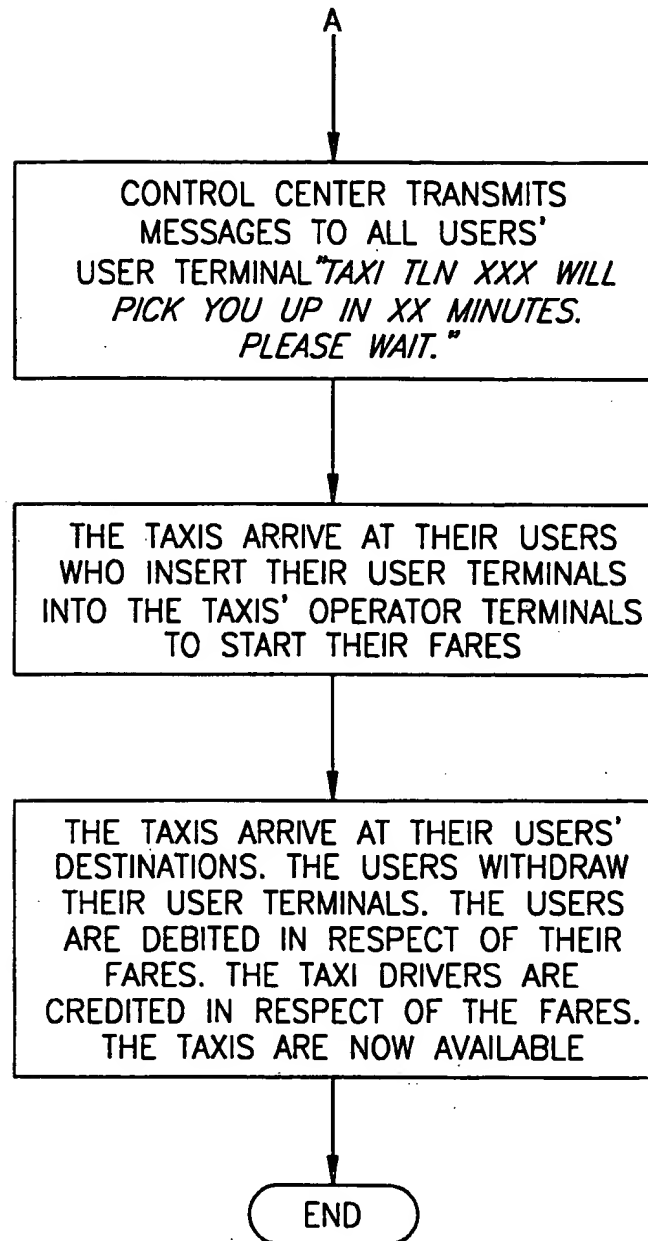 A
CONTROL CENTER TRANSMITS
MESSAGES TO ALL USERS'
USER TERMINAL "TAXI TLN XXX WILL
PICK YOU UP IN XX MINUTES.
PLEASE WAIT."
THE TAXIS ARRIVE AT THEIR USERS
WHO INSERT THEIR USER TERMINALS
INTO THE TAXIS' OPERATOR TERMINALS
TO START THEIR FARES
THE TAXIS ARRIVE AT THEIR USERS'
DESTINATIONS. THE USERS WITHDRAW
THEIR USER TERMINALS. THE USERS
ARE DEBITED IN RESPECT OF THEIR
FARES. THE TAXI DRIVERS ARE
CREDITED IN RESPECT OF THE FARES.
THE TAXIS ARE NOW AVAILABLE
END